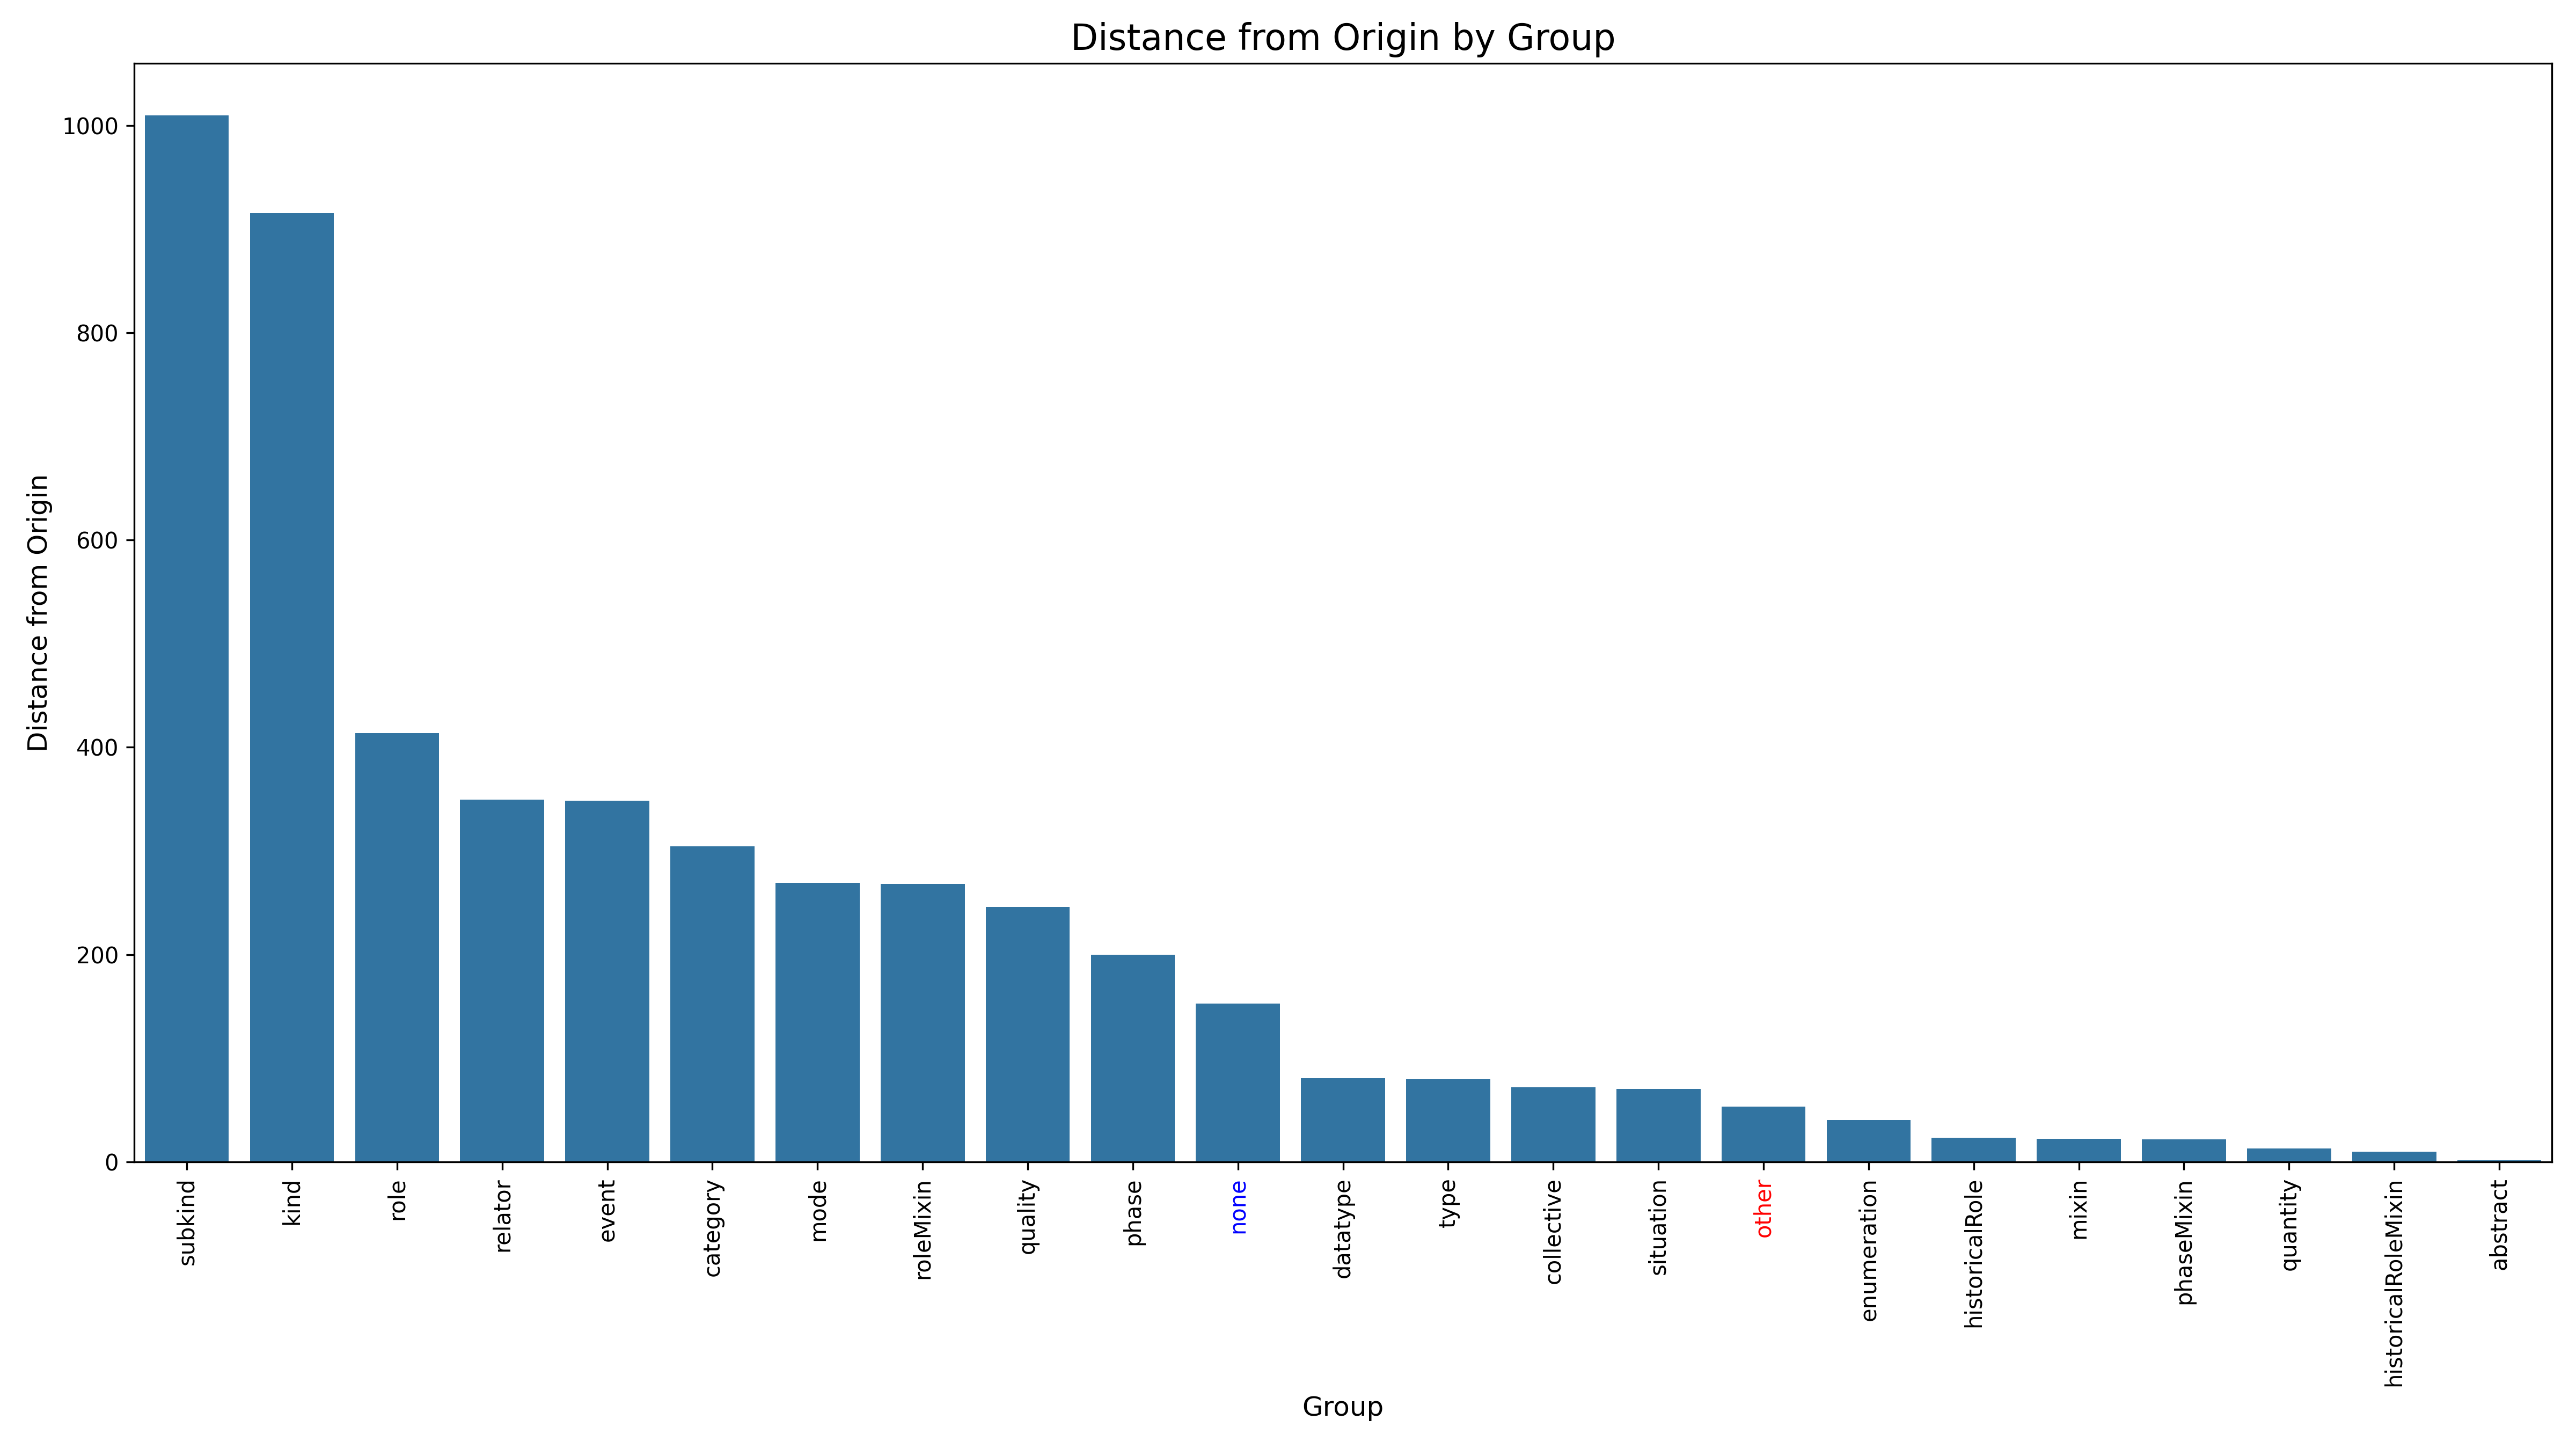 Distance from Origin by Group
Distance from Origin
1000
800
600
400
200
0
subkind
kind
role
relator
event
category
mode
roleMixin
quality
phase
none
datatype
type
collective
situation
other
enumeration
historicalRole
mixin
phaseMixin
quantity
historicalRoleMixin
abstract
Group